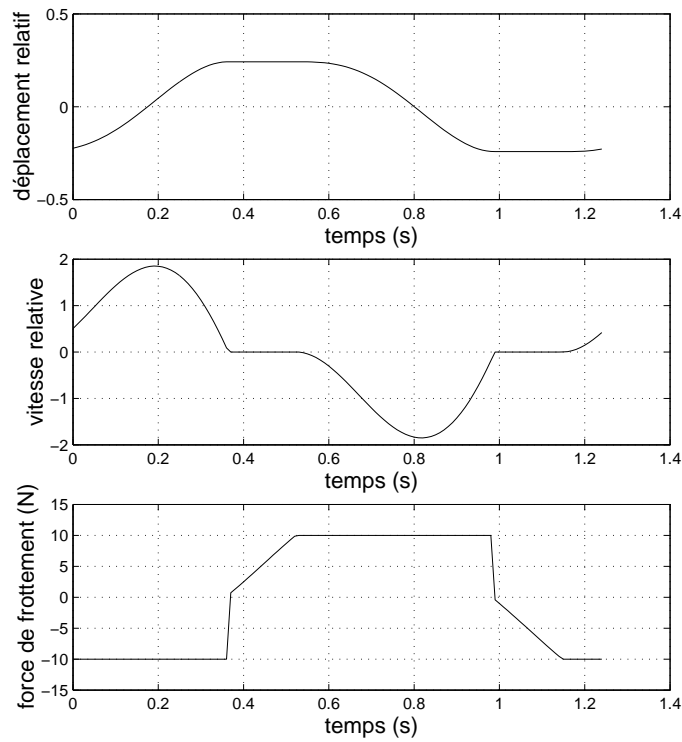 0.5
0
−0.5
déplacement relatif
0 0.2 0.4 0.6 0.8 1 1.2 1.4
temps (s)
2
1
0
−1
−2
vitesse relative
0 0.2 0.4 0.6 0.8 1 1.2 1.4
temps (s)
15
10
5
0
−5
−10
−15
force de frottement (N)
0 0.2 0.4 0.6 0.8 1 1.2 1.4
temps (s)